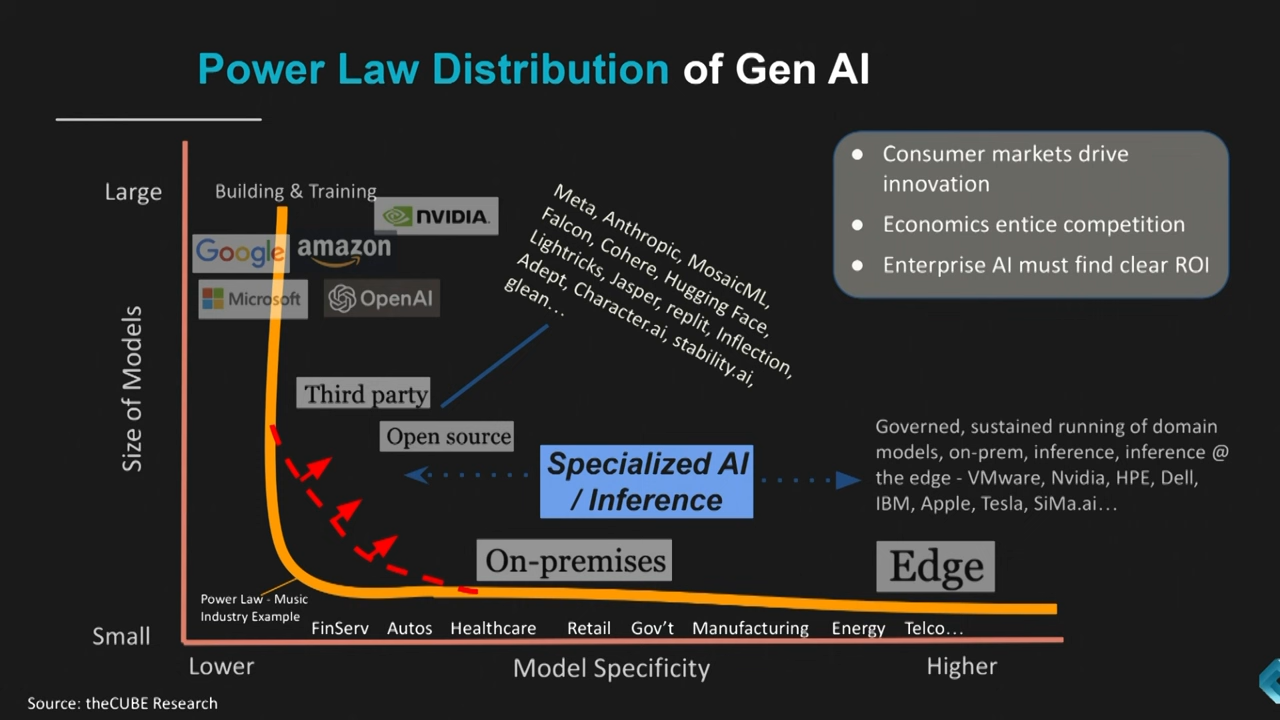 Power Law Distribution of Gen AI
Large
Building & Training
NVIDIA.
Google
amazon
Microsoft
OpenAI
Meta, Anthropic, MosaicML,
Falcon, Cohere, Hugging Face,
Lightricks, Jasper, replit, Inflection,
Adept, Character.ai, stability.ai,
glean...
• Consumer markets drive
innovation
• Economics entice competition
• Enterprise AI must find clear ROI
Size of Models
Third party
Open source
Specialized AI
/ Inference
Governed, sustained running of domain
models, on-prem, inference, inference @
the edge - VMware, Nvidia, HPE, Dell,
IBM, Apple, Tesla, SiMa.ai...
On-premises
Edge
Power Law - Music
Industry Example
FinServ Autos Healthcare Retail Gov't Manufacturing Energy Telco...
Small
Lower
Model Specificity
Higher
Source: theCUBE Research